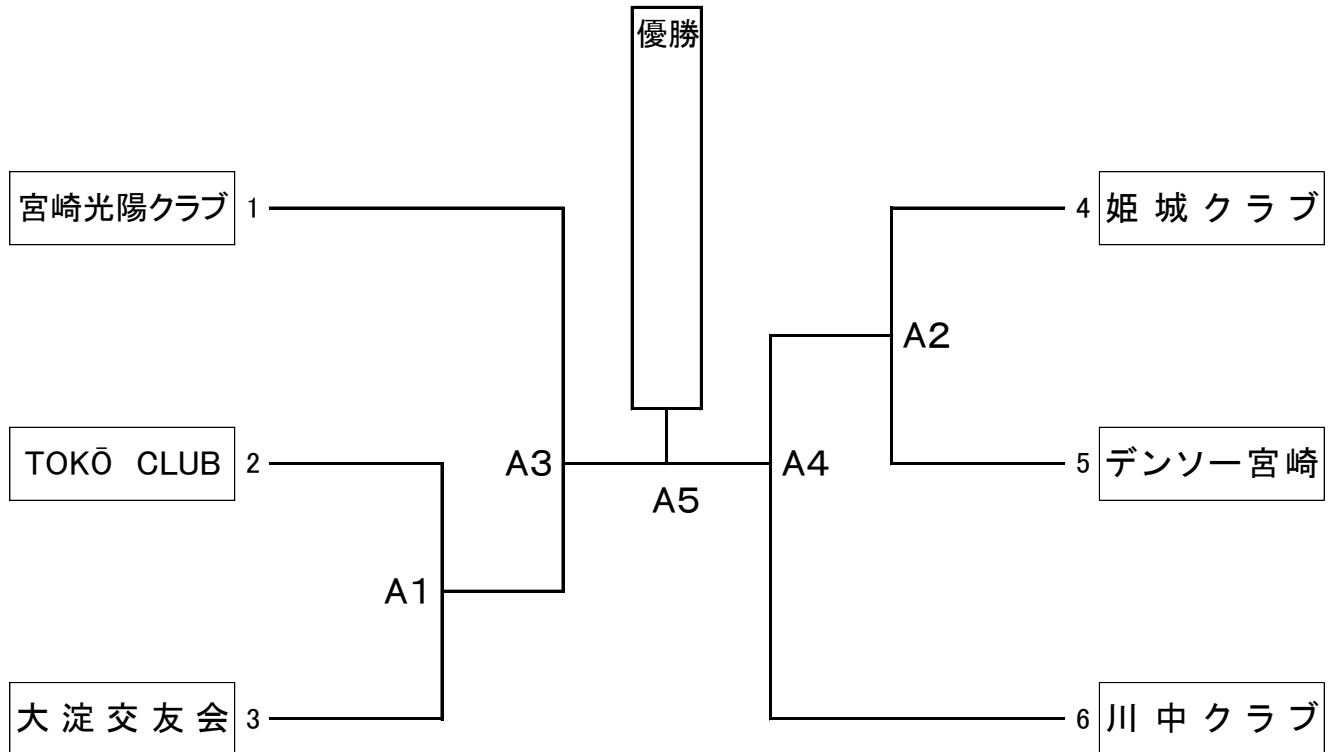 優勝
宮崎光陽クラブ 1
4 姫城クラブ
A2
TOKŌ CLUB 2
A3
A4
5 デンソー宮崎
A5
A1
大淀交友会 3
6 川中クラブ